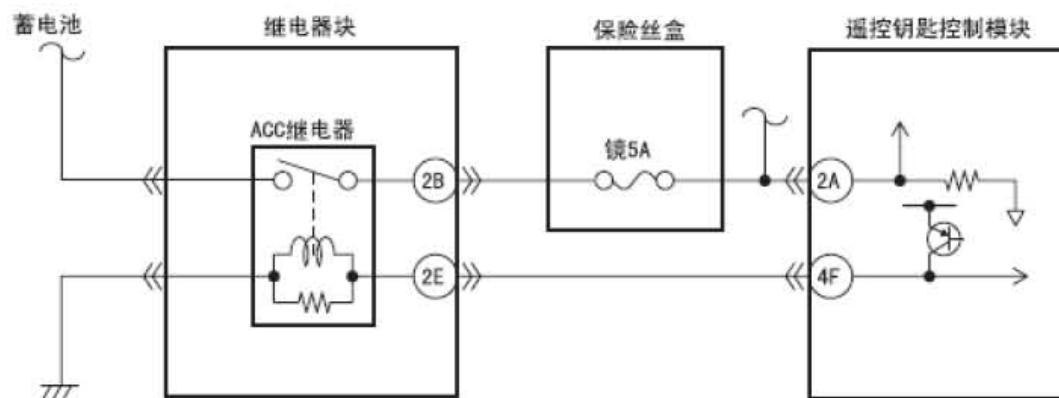 蓄电池
继电器块
保险丝盒
遥控钥匙控制模块
ACC继电器
镜5A
2B
2A
2E
4F